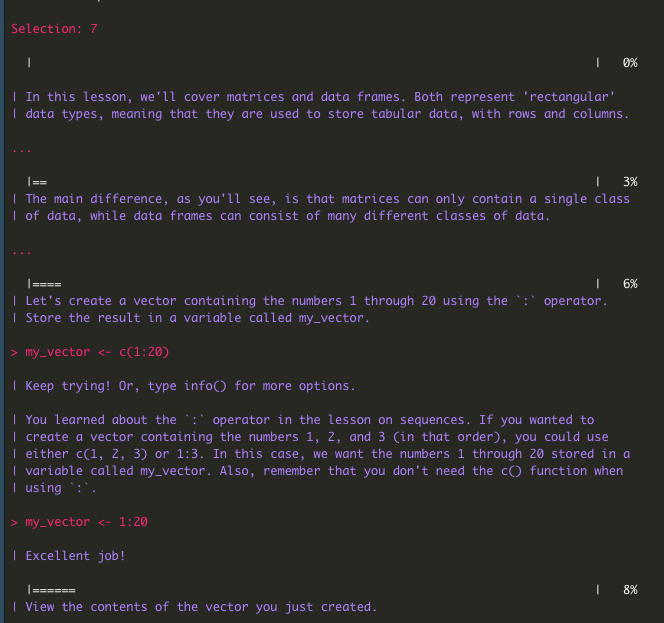 Selection: 7
| | 0%
| In this lesson, we'll cover matrices and data frames. Both represent 'rectangular'
| data types, meaning that they are used to store tabular data, with rows and columns.
...
|== | 3%
| The main difference, as you'll see, is that matrices can only contain a single class
| of data, while data frames can consist of many different classes of data.
...
|==== | 6%
| Let's create a vector containing the numbers 1 through 20 using the `:` operator.
| Store the result in a variable called my_vector.
> my_vector <- c(1:20)
| Keep trying! Or, type info() for more options.
| You learned about the `:` operator in the lesson on sequences. If you wanted to
| create a vector containing the numbers 1, 2, and 3 (in that order), you could use
| either c(1, 2, 3) or 1:3. In this case, we want the numbers 1 through 20 stored in a
| variable called my_vector. Also, remember that you don't need the c() function when
| using `:`.
> my_vector <- 1:20
| Excellent job!
|====== | 8%
| View the contents of the vector you just created.